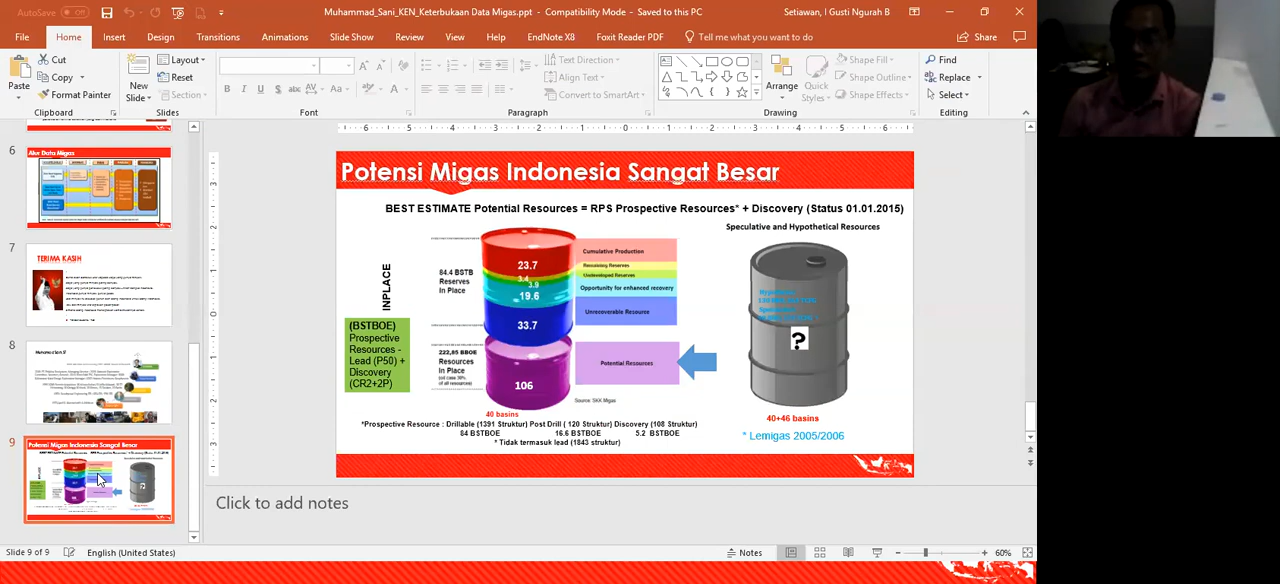 AutoSave Off
Muhammad_Sani_KEN_Keterbukaan Data Migas.ppt - Compatibility Mode - Saved to this PC
Setiawan, I Gusti Ngurah B
File Home Insert Design Transitions Animations Slide Show Review View Help EndNote X8 Foxit Reader PDF Tell me what you want to do Share
Paste
Cut
Copy
Format Painter
Clipboard
New Slide
Layout
Reset
Section
Slides
Font
Text Direction
Align Text
Convert to SmartArt
Paragraph
Arrange
Quick Styles
Shape Fill
Shape Outline
Shape Effects
Drawing
Find
Replace
Select
Editing
6
Alur Data Migas
7
TERIMA KASIH
8
9
Potensi Migas Indonesia Sangat Besar
Potensi Migas Indonesia Sangat Besar
BEST ESTIMATE Potential Resources = RPS Prospective Resources* + Discovery (Status 01.01.2015)
Speculative and Hypothetical Resources
INPLACE
84.4 BSTB
Reserves
In Place
23.7
3.4
3.9
19.6
33.7
106
Cumulative Production
Remaining Reserves
Undeveloped Reserves
Opportunity for enhanced recovery
Unrecoverable Resource
Potential Resources
(BSTBOE)
Prospective
Resources -
Lead (P50) +
Discovery
(CR2+2P)
222,85 BBOE
Resources
In Place
?
Source: SKK Migas
40 basins
40+46 basins
*Prospective Resource : Drillable (1391 Struktur) Post Drill ( 120 Struktur) Discovery (108 Struktur)
84 BSTBOE 16.6 BSTBOE 5.2 BSTBOE
* Tidak termasuk lead (1843 struktur)
* Lemigas 2005/2006
Click to add notes
Slide 9 of 9
English (United States)
Notes
60%